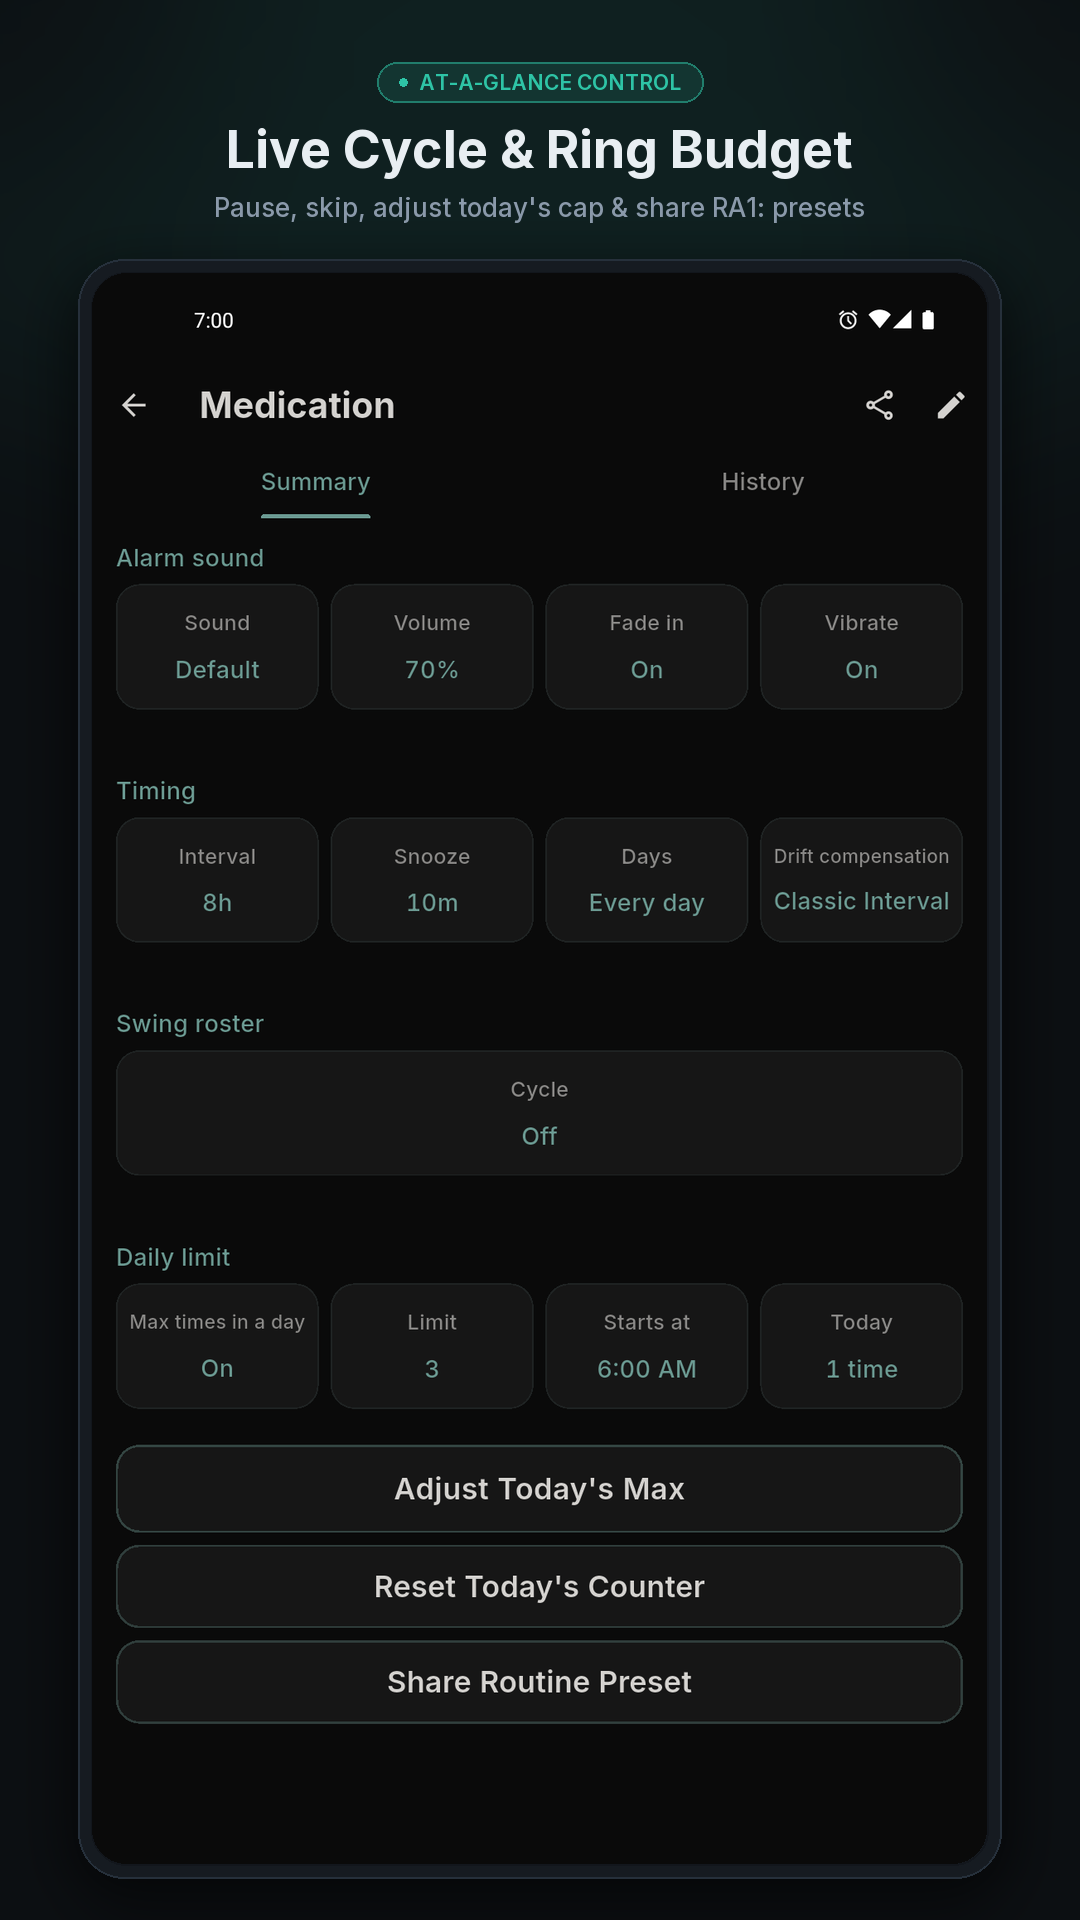 AT-A-GLANCE CONTROL
Live Cycle & Ring Budget
Pause, skip, adjust today's cap & share RA1: presets
7:00
Medication
Summary
History
Alarm sound
Sound
Default
Volume
70%
Fade in
On
Vibrate
On
Timing
Interval
8h
Snooze
10m
Days
Every day
Drift compensation
Classic Interval
Swing roster
Cycle
Off
Daily limit
Max times in a day
On
Limit
3
Starts at
6:00 AM
Today
1 time
Adjust Today's Max
Reset Today's Counter
Share Routine Preset